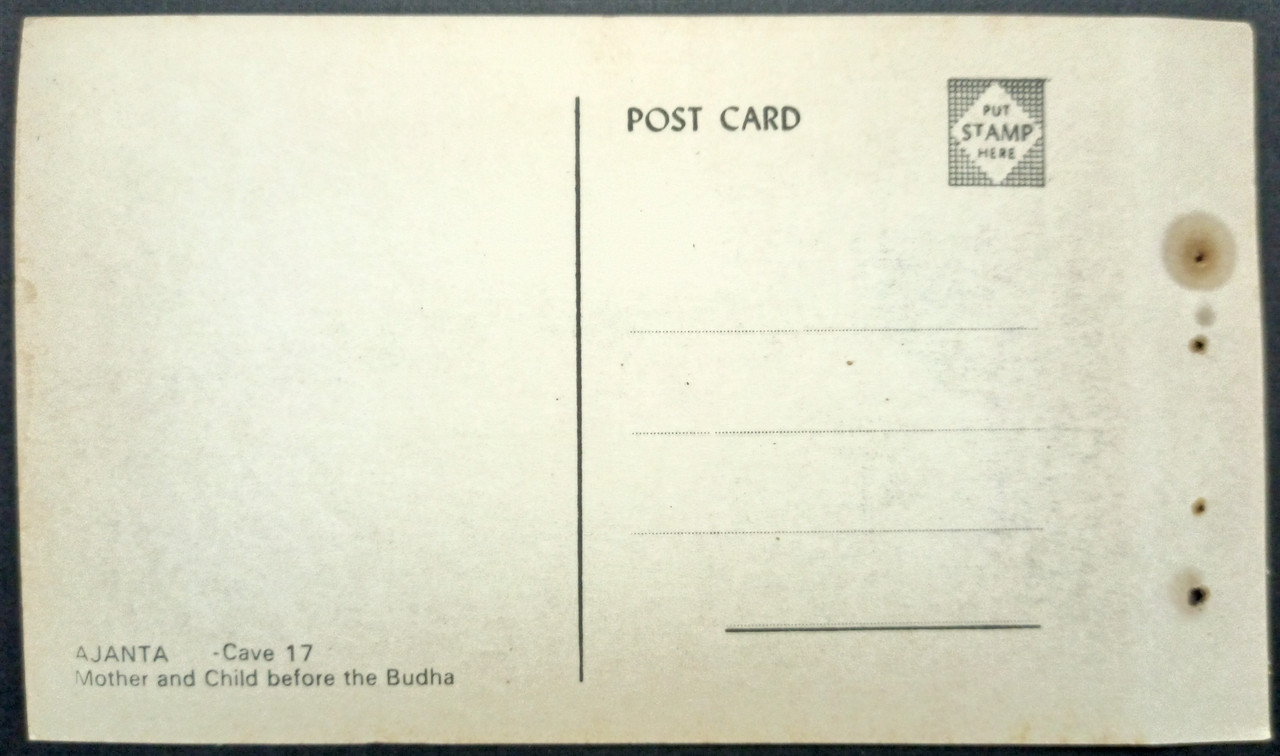 POST CARD
PUT
STAMP
HERE
AJANTA -Cave 17
Mother and Child before the Budha